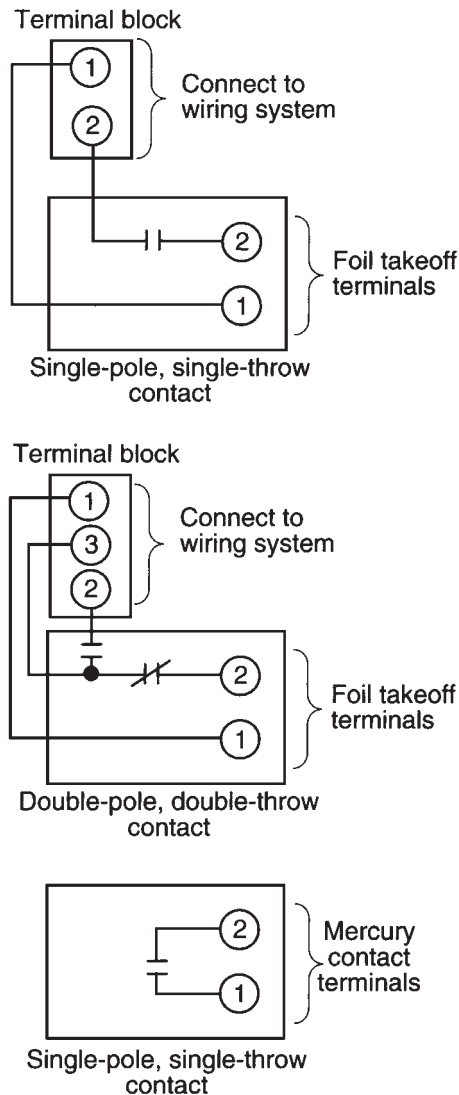 Terminal block
1
2
Connect to
wiring system
2
1
Foil takeoff
terminals
Single-pole, single-throw
contact
Terminal block
1
3
2
Connect to
wiring system
2
1
Foil takeoff
terminals
Double-pole, double-throw
contact
2
1
Mercury
contact
terminals
Single-pole, single-throw
contact